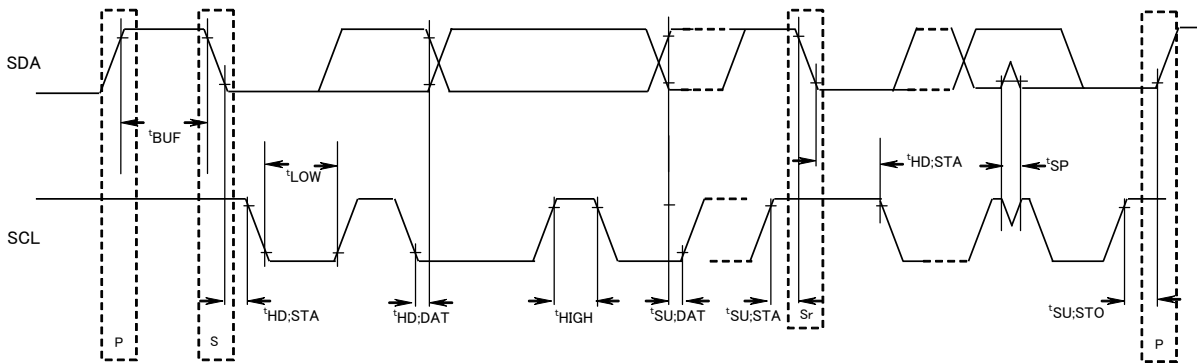 SDA
tBUF
tLOW
tHD;STA
tSP
SCL
tHD;STA
tHD;DAT
tHIGH
tSU;DAT
tSU;STA
Sr
tSU;STO
P
S
P